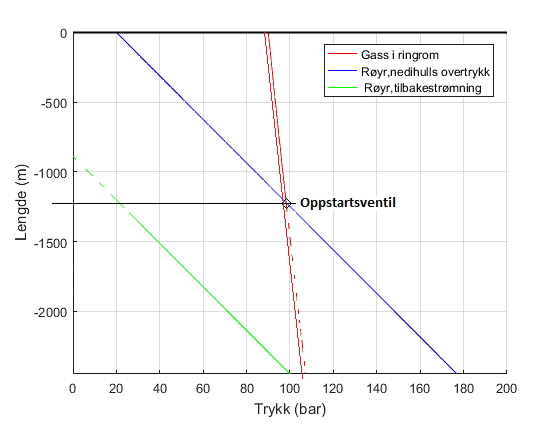 Gass i ringrom
Røyr,nedihulls overtrykk
Røyr,tilbakestrømning
0
-500
-1000
-1500
-2000
Lengde (m)
Oppstartsventil
0 20 40 60 80 100 120 140 160 180 200
Trykk (bar)